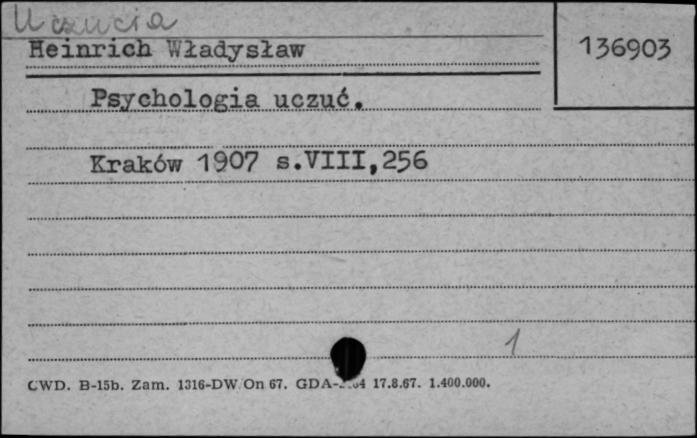 Uczucia
Heinrich Władysław
136903
Psychologia uczuć.
Kraków 1907 s.VIII,256
1
CWD. B-15b. Zam. 1316-DW/On 67. 17.8.67. 1.400.000.